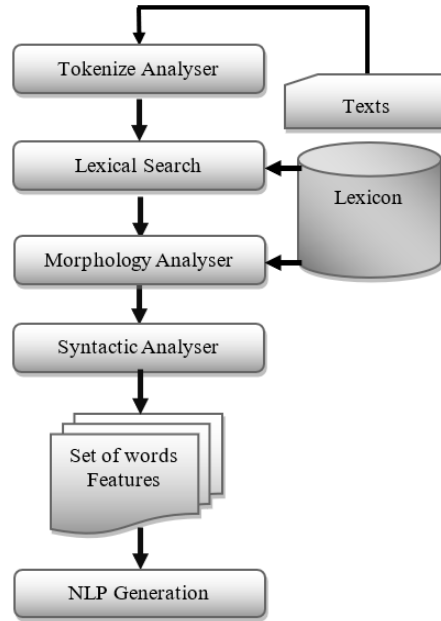 Tokenize Analyser
Texts
Lexical Search
Lexicon
Morphology Analyser
Syntactic Analyser
Set of words
Features
NLP Generation